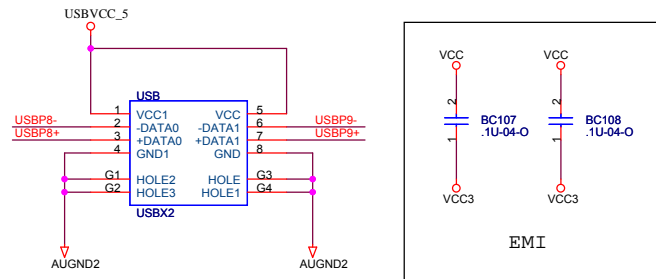 USBVCC_5
USB
1 VCC1 VCC 5
USBP8- 2 -DATA0 -DATA1 6 USBP9-
USBP8+ 3 +DATA0 +DATA1 7 USBP9+
4 GND1 GND 8
G1 HOLE2 HOLE G3
G2 HOLE3 HOLE1 G4
USBX2
AUGND2 AUGND2
VCC VCC
2 2
BC107 BC108
.1U-04-O .1U-04-O
1 1
VCC3 VCC3
EMI